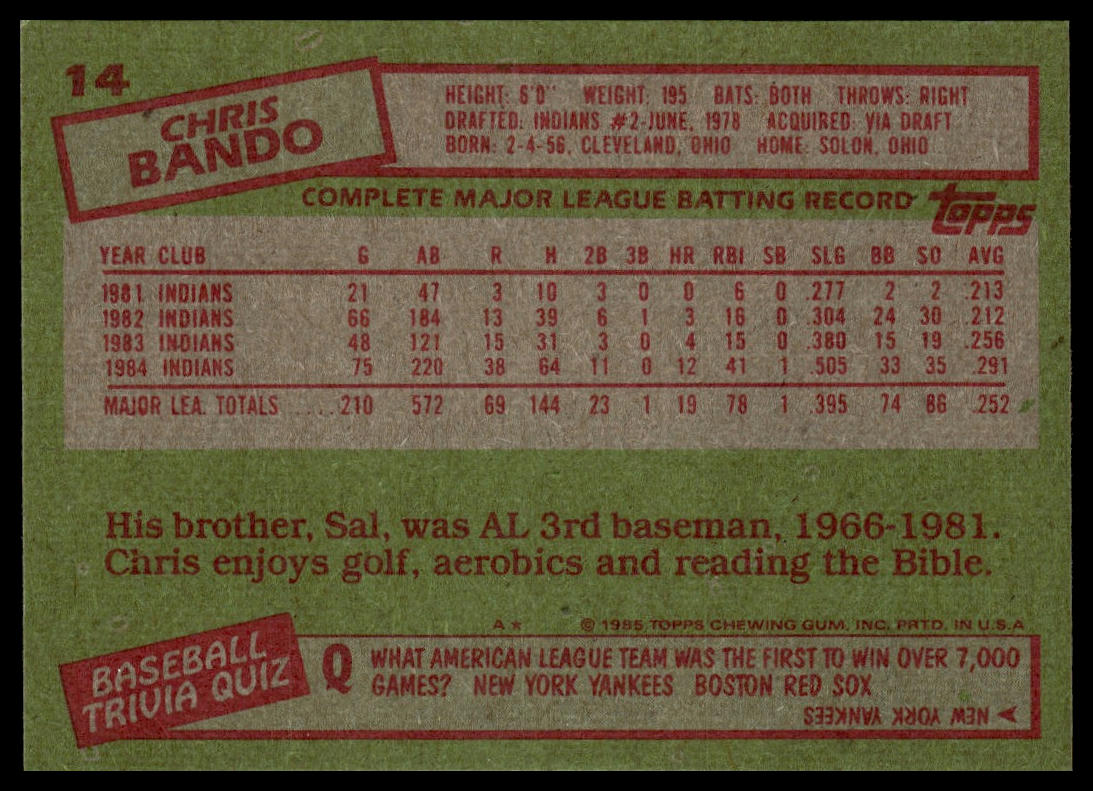 14
CHRIS
BANDO
HEIGHT: 6'0" WEIGHT: 195 BATS: BOTH THROWS: RIGHT
DRAFTED: INDIANS #2-JUNE, 1978 ACQUIRED: VIA DRAFT
BORN: 2-4-56, CLEVELAND, OHIO HOME: SOLON, OHIO
COMPLETE MAJOR LEAGUE BATTING RECORD topps
YEAR CLUB G AB R H 2B 3B HR RBI SB SLG BB SO AVG
1981 INDIANS 21 47 3 10 3 0 0 6 0 .277 2 2 .213
1982 INDIANS 66 184 13 39 6 1 3 16 0 .304 24 30 .212
1983 INDIANS 48 121 15 31 3 0 4 15 0 .380 15 19 .256
1984 INDIANS 75 220 38 64 11 0 12 41 1 .505 33 35 .291
MAJOR LEA. TOTALS .....210 572 69 144 23 1 19 78 1 .395 74 86 .252
His brother, Sal, was AL 3rd baseman, 1966-1981.
Chris enjoys golf, aerobics and reading the Bible.
A* © 1985 TOPPS CHEWING GUM, INC. PRTD. IN U.S.A
BASEBALL
TRIVIA QUIZ
Q WHAT AMERICAN LEAGUE TEAM WAS THE FIRST TO WIN OVER 7,000
GAMES? NEW YORK YANKEES BOSTON RED SOX
NEW YORK YANKEES